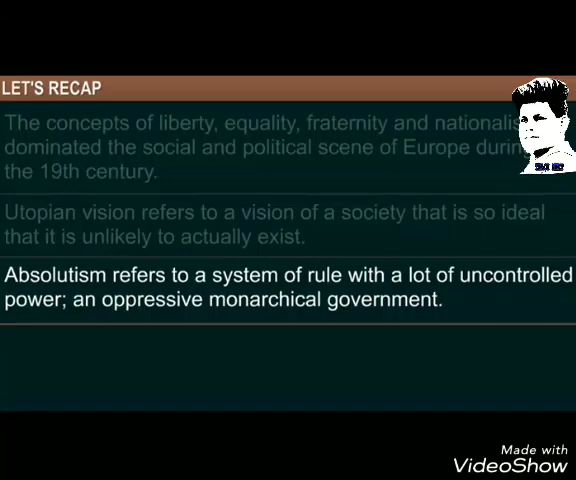 LET'S RECAP
The concepts of liberty, equality, fraternity and
dominated the social and political scene of Europe
the 19th century.
Utopian vision refers to a vision of a society that is so ideal
that it is unlikely to actually exist.
Absolutism refers to a system of rule with a lot of uncontrolled
power; an oppressive monarchical government.
Made with
VideoShow